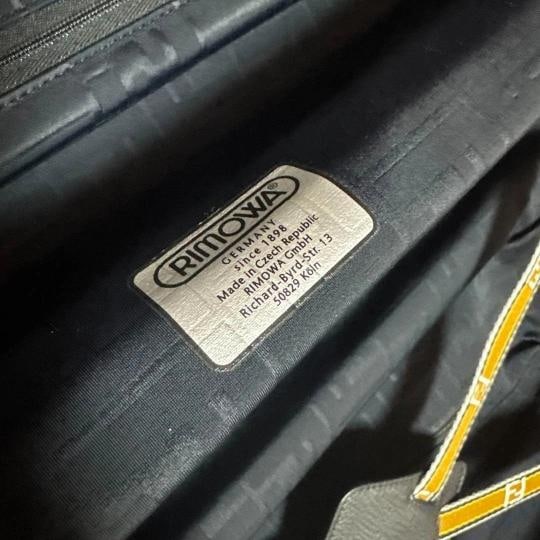 RIMOWA®
GERMANY
since 1898
Made in Czech Republic
RIMOWA GmbH
Richard-Byrd-Str. 13
50829 Köln